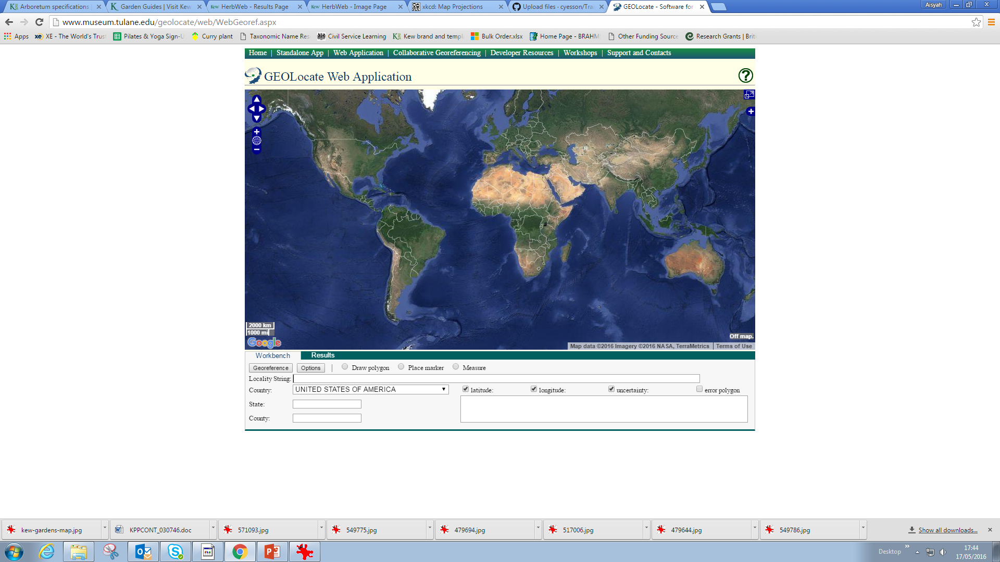 Arboretum specifications
Garden Guides | Visit Kew
HerbWeb - Results Page
HerbWeb - Image Page
xkcd: Map Projections
Upload files · cyesson/Tra
GEOLocate - Software for
Aisyah
www.museum.tulane.edu/geolocate/web/WebGeoref.aspx
Apps
XE - The World's Trus
Pilates & Yoga Sign-U
Curry plant
Taxonomic Name Res
Civil Service Learning
Kew brand and templ
Bulk Order.xlsx
Home Page - BRAHM
Other Funding Source
Research Grants | Brit
Home | Standalone App | Web Application | Collaborative Georeferencing | Developer Resources | Workshops | Support and Contacts
GEOLocate Web Application
?
2000 km
1000 mi
Google
Off map.
Map data ©2016 Imagery ©2016 NASA, TerraMetrics
Terms of Use
Workbench
Results
Georeference
Options
|
Draw polygon
Place marker
Measure
Locality String:
Country:
UNITED STATES OF AMERICA
latitude:
longitude:
uncertainty:
error polygon
State:
County:
kew-gardens-map.jpg
KPPCONT_030746.doc
571093.jpg
549775.jpg
479694.jpg
517006.jpg
479644.jpg
549786.jpg
Show all downloads...
Desktop
17:44
17/05/2016